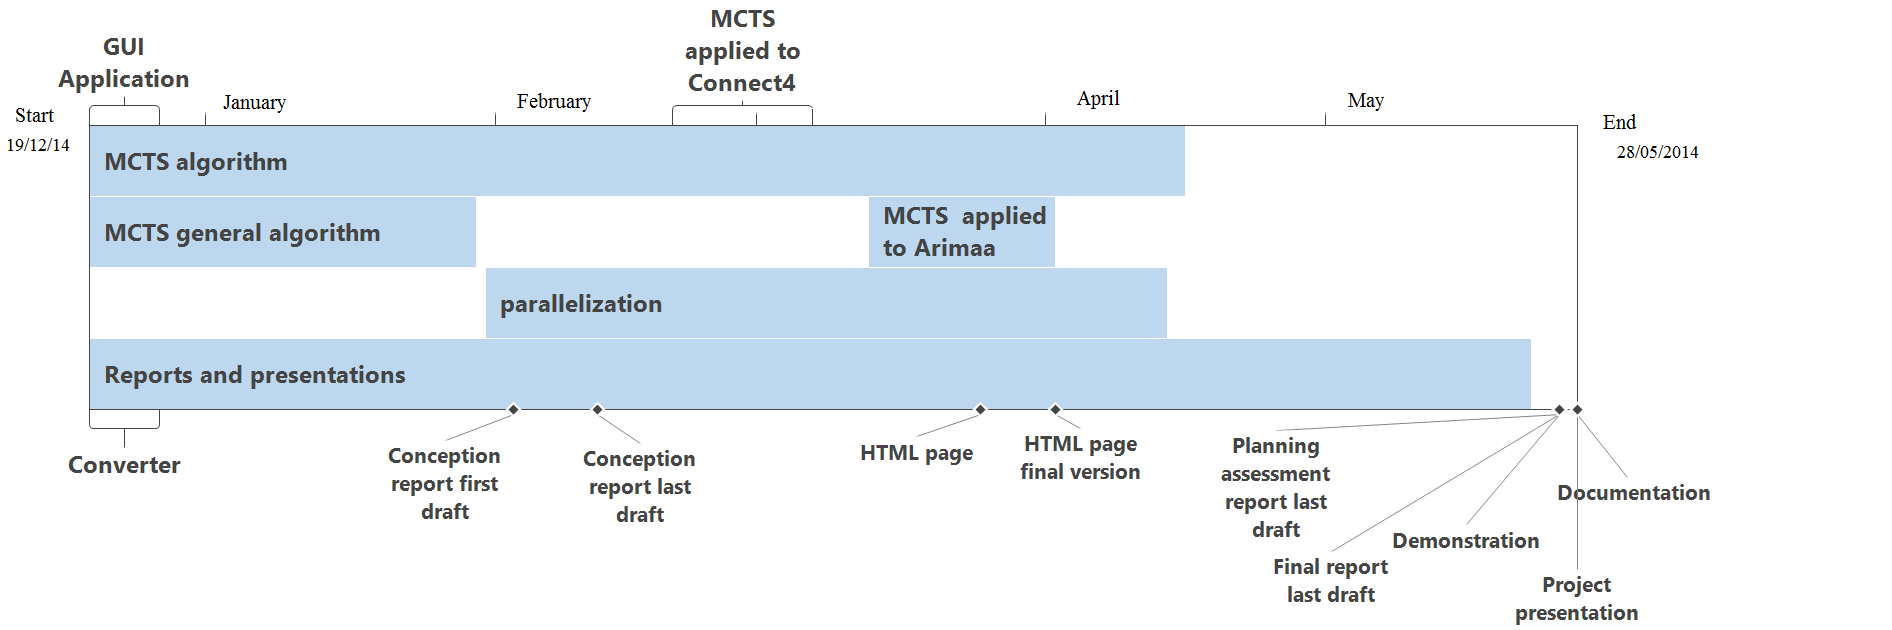 MCTS
applied to
Connect4
GUI
Application
January
February
April
May
Start
19/12/14
End
28/05/2014
MCTS algorithm
MCTS general algorithm
MCTS applied
to Arimaa
parallelization
Reports and presentations
Converter
Conception
report first
draft
Conception
report last
draft
HTML page
HTML page
final version
Planning
assessment
report last
draft
Final report
last draft
Demonstration
Documentation
Project
presentation